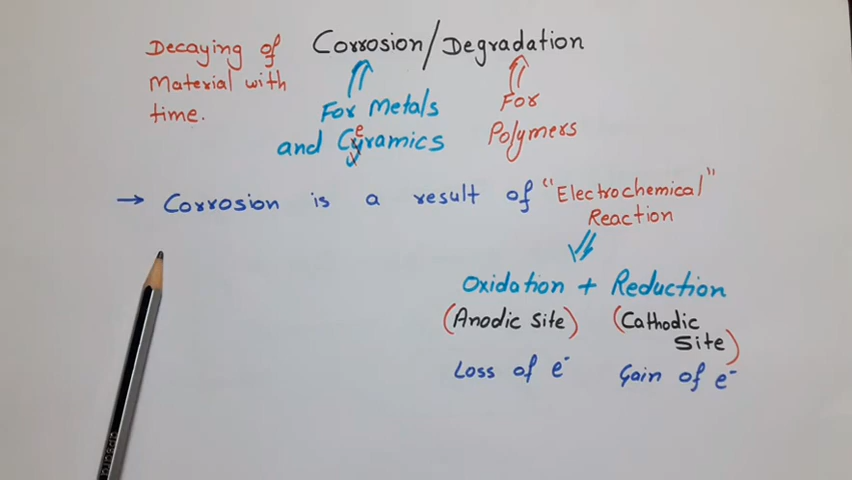 Corrosion/Degradation
Decaying of
Material with
time.
For Metals
and Ceramics
For
Polymers
→ Corrosion is a result of "Electrochemical"
Reaction
Oxidation + Reduction
(Anodic Site) (Cathodic
Site)
Loss of e⁻ Gain of e⁻